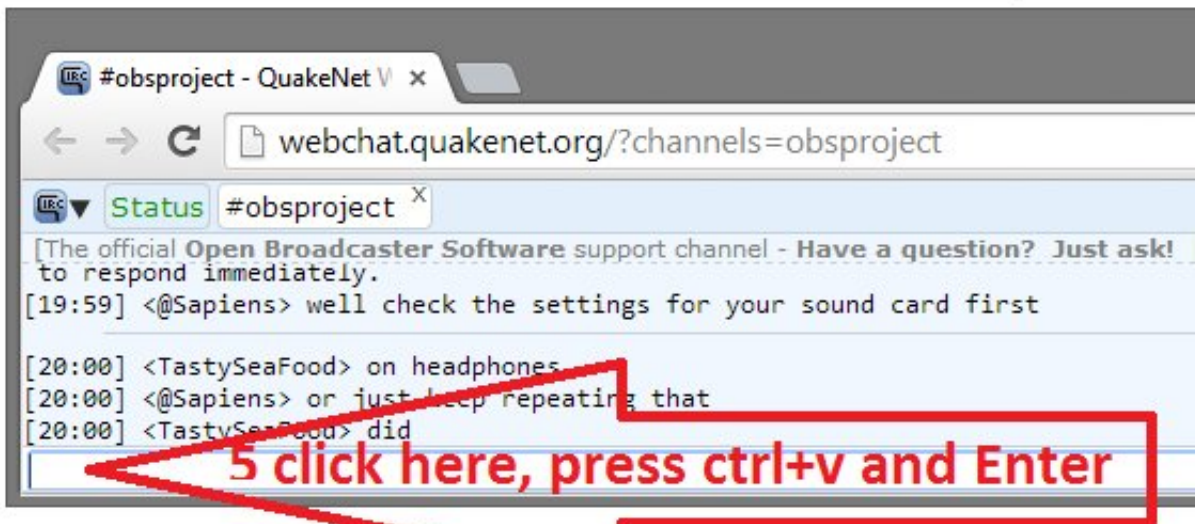 #obsproject - QuakeNet W
webchat.quakenet.org/?channels=obsproject
IRC Status #obsproject X
[The official Open Broadcaster Software support channel - Have a question? Just ask!
to respond immediately.
[19:59] <@Sapiens> well check the settings for your sound card first
[20:00] <TastySeaFood> on headphones
[20:00] <@Sapiens> or just keep repeating that
[20:00] <TastySeaFood> did
5 click here, press ctrl+v and Enter